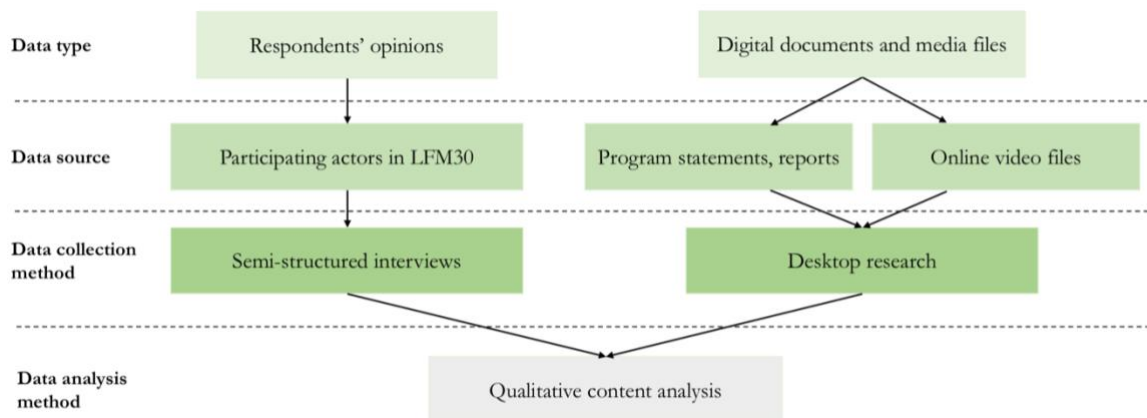 Data type
Respondents’ opinions
Digital documents and media files
Data source
Participating actors in LFM30
Program statements, reports
Online video files
Data collection
method
Semi-structured interviews
Desktop research
Data analysis
method
Qualitative content analysis